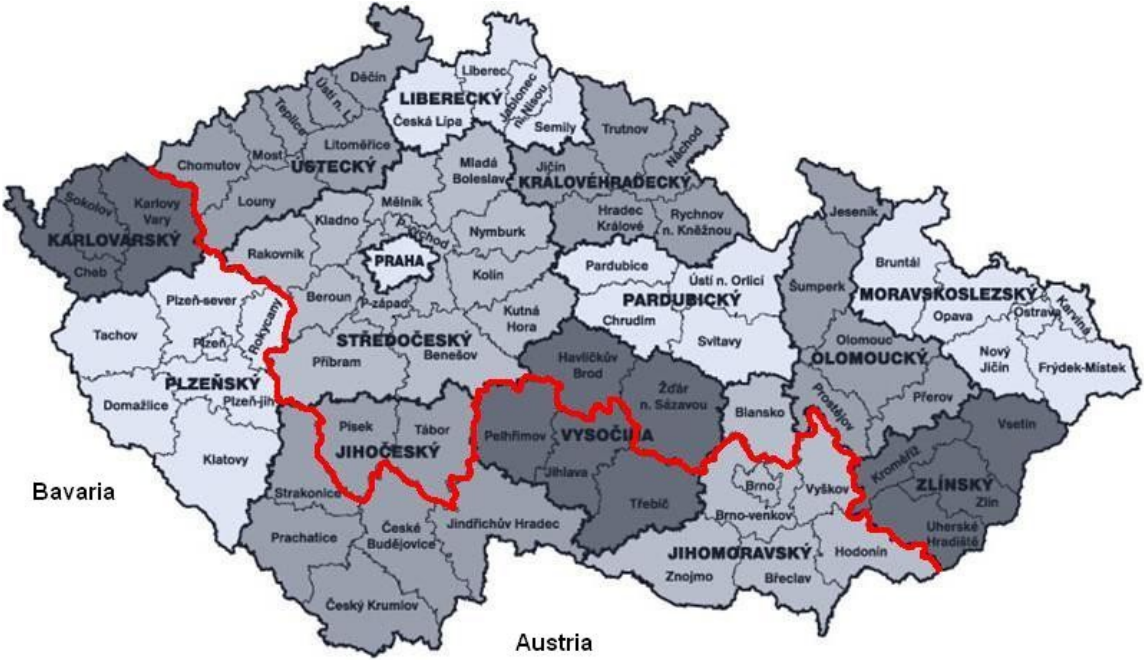 Děčín
Ústí n. L.
Teplice
Liberec
Jablonec
n. Nisou
LIBERECKÝ
Česká Lípa
Semily
Trutnov
Náchod
Chomutov
Most
Litoměřice
ÚSTECKÝ
Louny
Mladá
Boleslav
Jičín
KRÁLOVÉHRADECKÝ
Hradec
Králové
Rychnov
n. Kněžnou
Jeseník
Sokolov
Karlovy
Vary
KARLOVARSKÝ
Cheb
Mělník
Kladno
Rakovník
PRAHA
Nymburk
Kolín
Beroun
P-západ
Kutná
Hora
STŘEDOČESKÝ
Příbram
Benešov
Pardubice
Ústí n. Orlicí
PARDUBICKÝ
Chrudim
Svitavy
Šumperk
Bruntál
MORAVSKOSLEZSKÝ
Opava
Ostrava
Karviná
Nový
Jičín
Frýdek-Místek
Olomouc
OLOMOUCKÝ
Prostějov
Přerov
Plzeň-sever
Tachov
Plzeň
Rokycany
PLZEŇSKÝ
Plzeň-jih
Domažlice
Klatovy
Písek
Tábor
JIHOČESKÝ
Strakonice
Prachatice
České
Budějovice
Jindřichův Hradec
Český Krumlov
Havlíčkův
Brod
Žďár
n. Sázavou
Pelhřimov
VYSOČINA
Jihlava
Třebíč
Blansko
Brno
Vyškov
Brno-venkov
JIHOMORAVSKÝ
Hodonín
Znojmo
Břeclav
Vsetín
Kroměříž
ZLÍNSKÝ
Zlín
Uherské
Hradiště
Bavaria
Austria